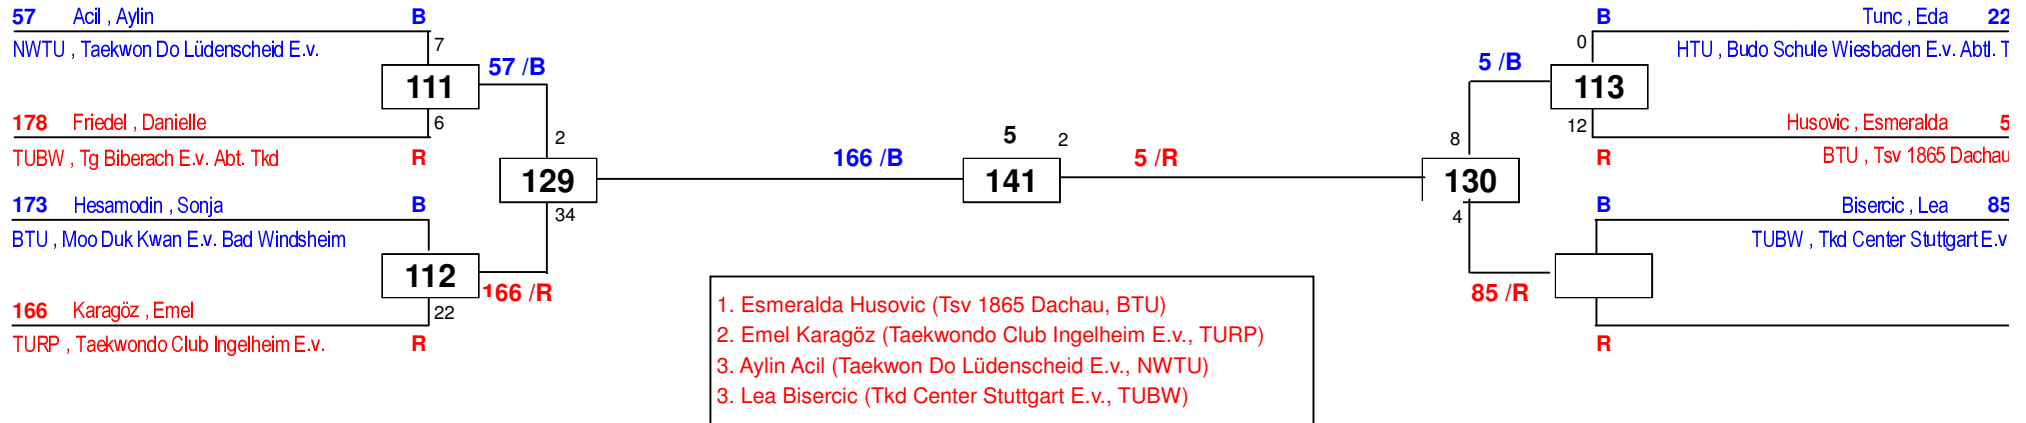 57 Acil , Aylin B
7
NWTU , Taekwon Do Lüdenscheid E.v.
111
57 /B
178 Friedel , Danielle
6
TUBW , Tg Biberach E.v. Abt. Tkd R
2
129
34
173 Hesamodin , Sonja B
BTU , Moo Duk Kwan E.v. Bad Windsheim
112
166 /R
166 Karagöz , Emel
22
TURP , Taekwondo Club Ingelheim E.v. R
166 /B
5
2
141
5 /R
B Tunc , Eda 22
0
HTU , Budo Schule Wiesbaden E.v. Abtl. T
5 /B
113
12
Husovic , Esmeralda 5
R BTU , Tsv 1865 Dachau
8
130
4
B Bisercic , Lea 85
TUBW , Tkd Center Stuttgart E.v
85 /R
R
1. Esmeralda Husovic (Tsv 1865 Dachau, BTU)
2. Emel Karagöz (Taekwondo Club Ingelheim E.v., TURP)
3. Aylin Acil (Taekwon Do Lüdenscheid E.v., NWTU)
3. Lea Bisercic (Tkd Center Stuttgart E.v., TUBW)